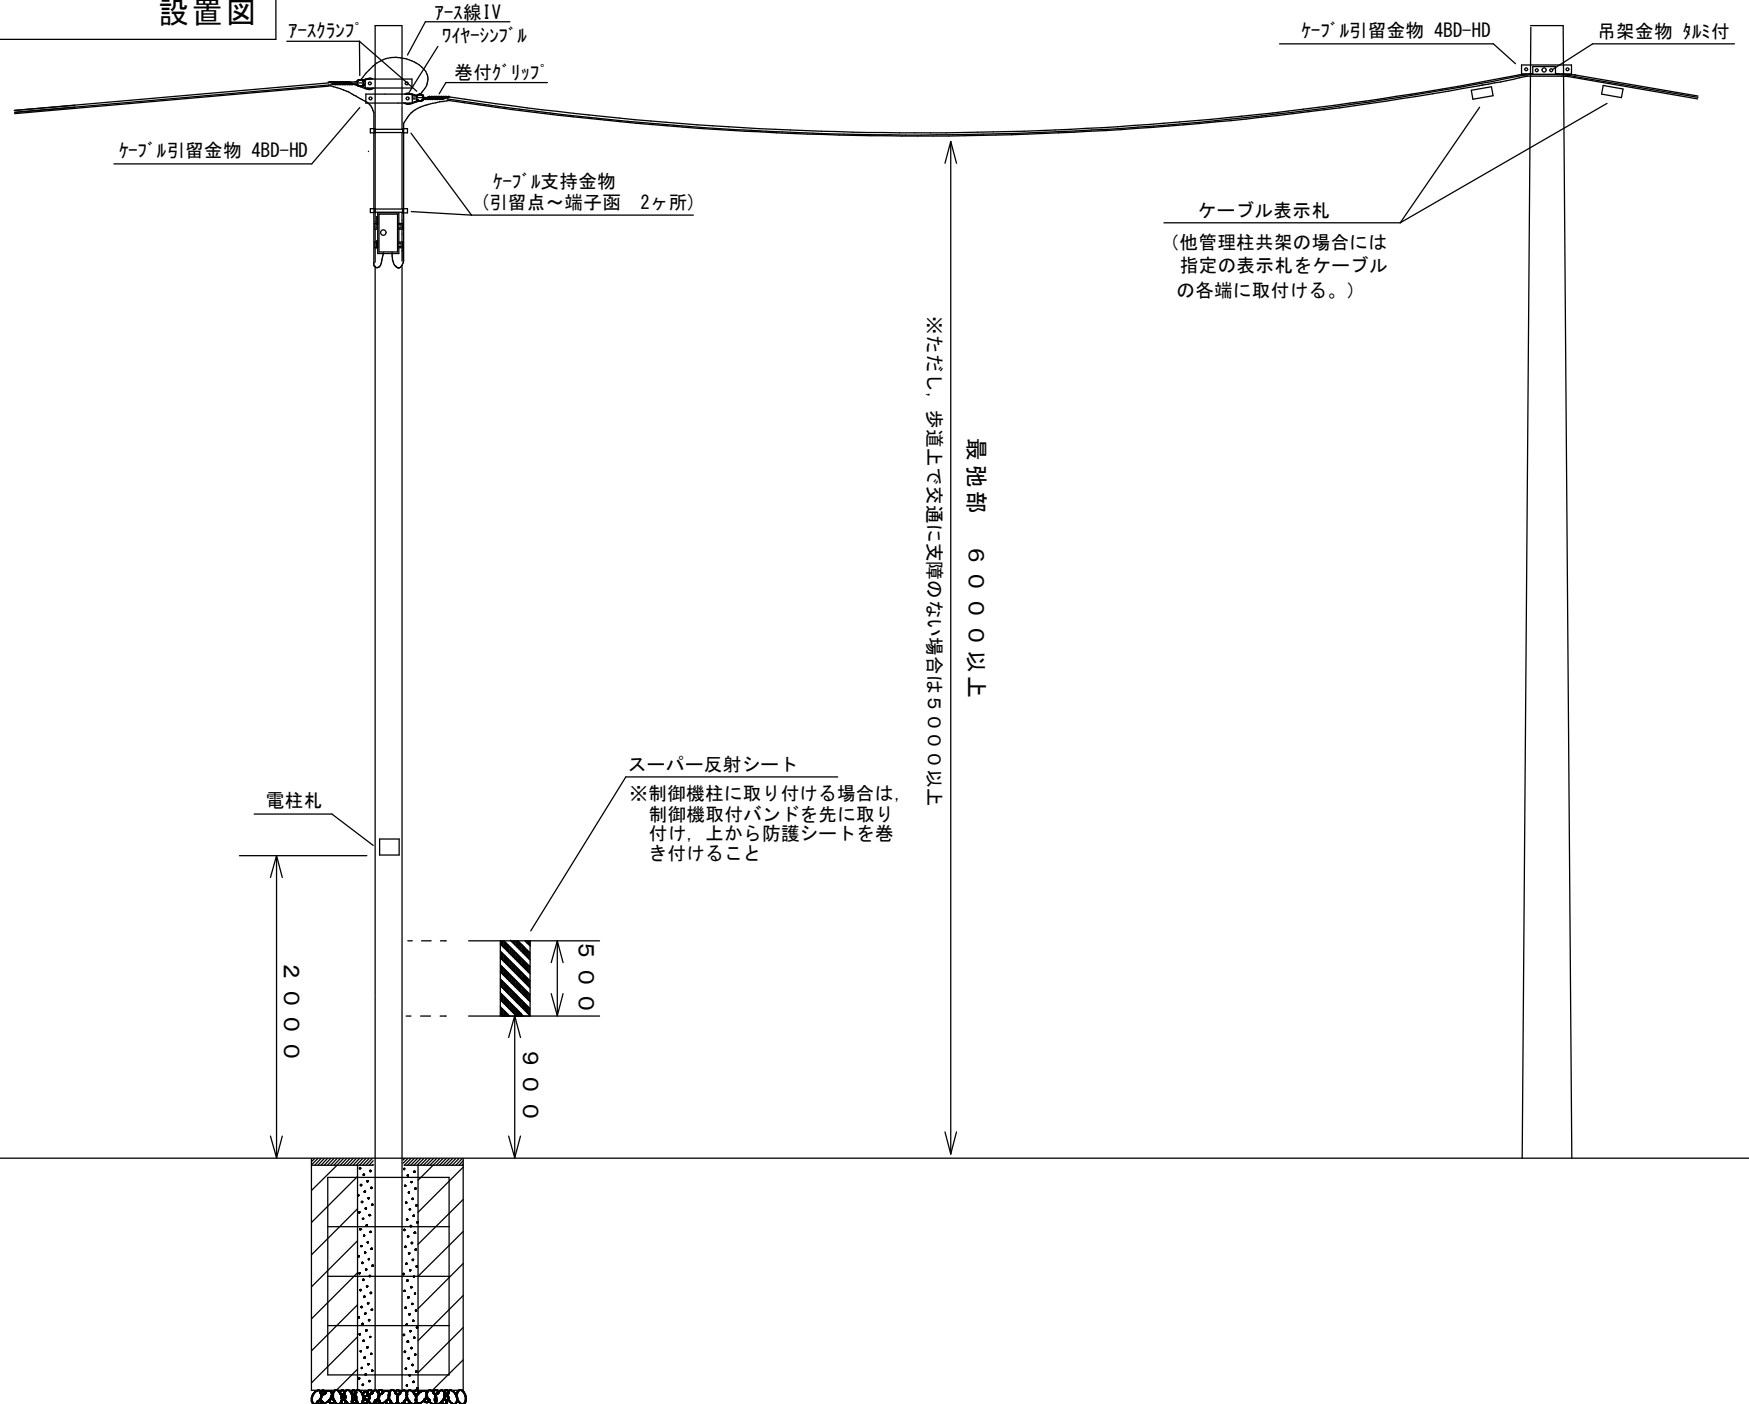 設置図
アースクランプ
アース線IV
ワイヤーシンブル
巻付グリップ
ケーブル引留金物 4BD-HD
ケーブル支持金物
(引留点～端子函 2ヶ所)
ケーブル引留金物 4BD-HD
吊架金物 タルミ付
ケーブル表示札
(他管理柱共架の場合には
指定の表示札をケーブル
の各端に取付ける。)
最弛部 6000以上
※ただし，歩道上で交通に支障のない場合は5000以上
スーパー反射シート
※制御機柱に取り付ける場合は，
制御機取付バンドを先に取り
付け，上から防護シートを巻
き付けること
電柱札
2000
500
900